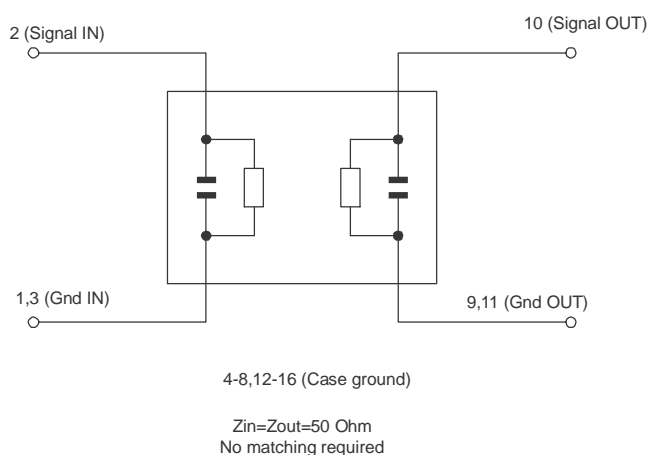 2 (Signal IN)
10 (Signal OUT)
1,3 (Gnd IN)
9,11 (Gnd OUT)
4-8,12-16 (Case ground)
Zin=Zout=50 Ohm
No matching required